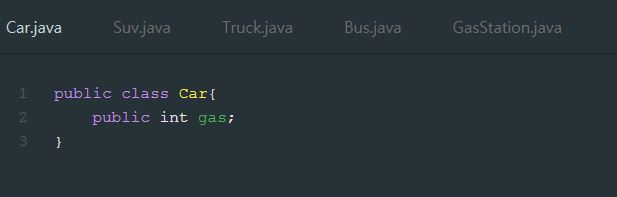 Car.java Suv.java Truck.java Bus.java GasStation.java
1 public class Car{
2 public int gas;
3 }